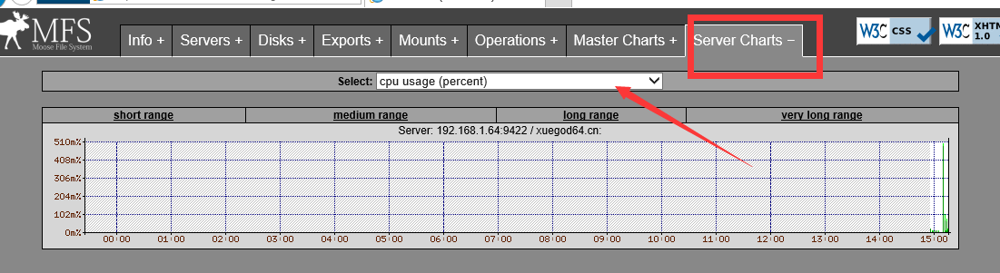 MFS
Moose File System
Info + Servers + Disks + Exports + Mounts + Operations + Master Charts + Server Charts −
W3C css
W3C XHTM
1.0
Select: cpu usage (percent)
short range medium range long range very long range
Server: 192.168.1.64:9422 / xuegod64.cn:
510m%
408m%
306m%
204m%
102m%
0m%
00:00 01:00 02:00 03:00 04:00 05:00 06:00 07:00 08:00 09:00 10:00 11:00 12:00 13:00 14:00 15:00